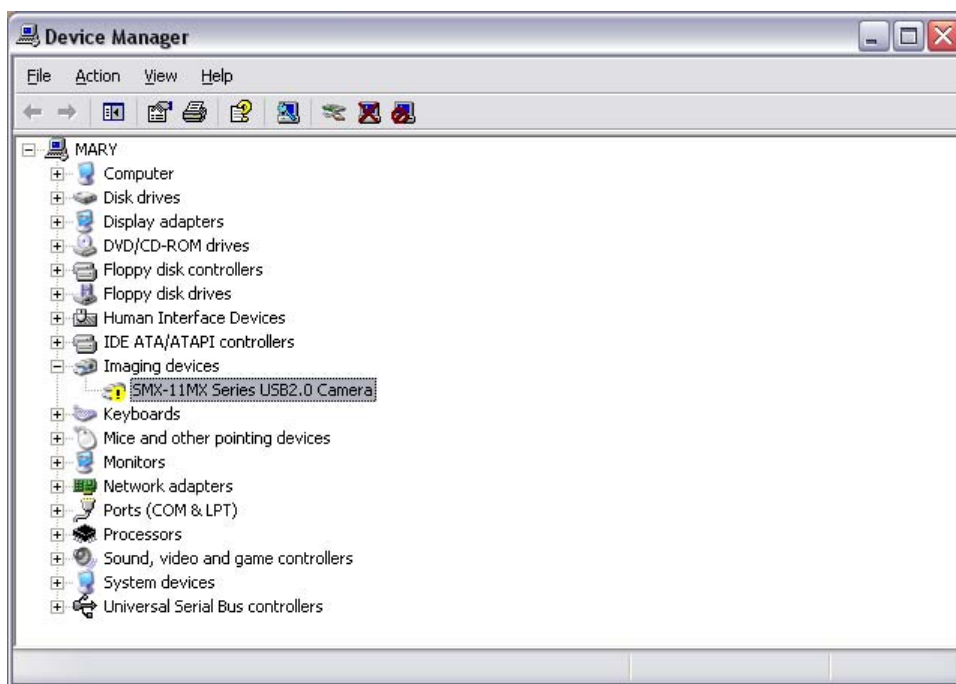 Device Manager
File Action View Help
MARY
Computer
Disk drives
Display adapters
DVD/CD-ROM drives
Floppy disk controllers
Floppy disk drives
Human Interface Devices
IDE ATA/ATAPI controllers
Imaging devices
SMX-11MX Series USB2.0 Camera
Keyboards
Mice and other pointing devices
Monitors
Network adapters
Ports (COM & LPT)
Processors
Sound, video and game controllers
System devices
Universal Serial Bus controllers